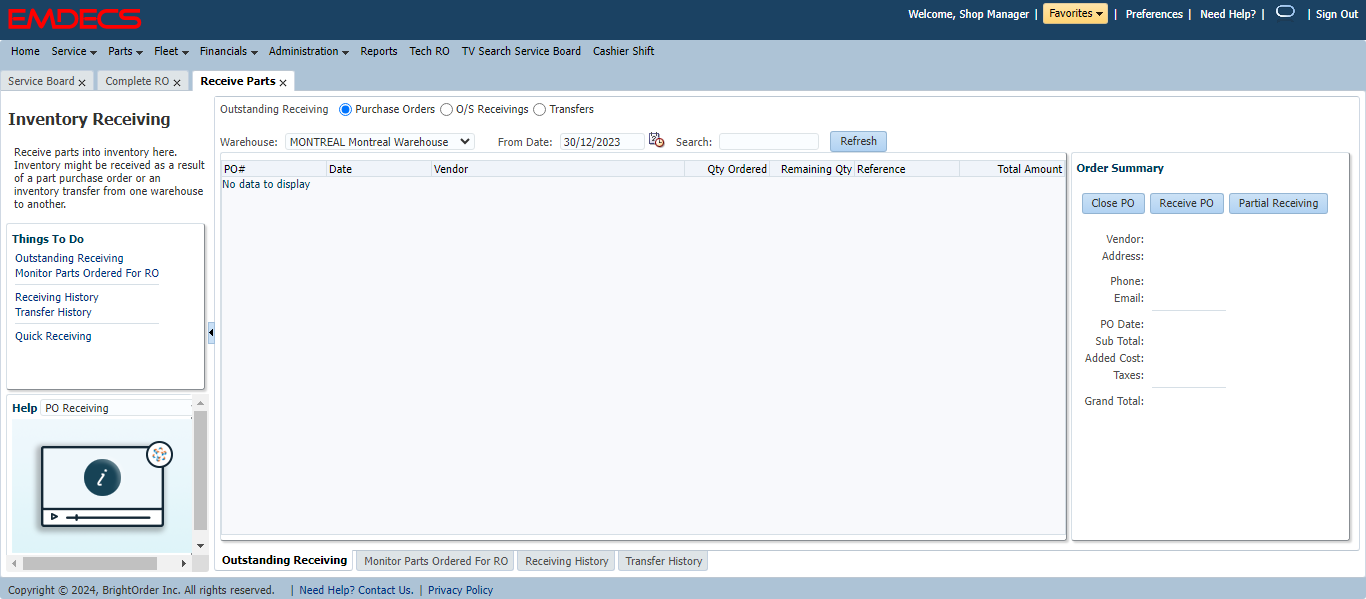 EMDECS
Welcome, Shop Manager | Favorites | Preferences | Need Help? | | Sign Out
Home Service Parts Fleet Financials Administration Reports Tech RO TV Search Service Board Cashier Shift
Service Board x Complete RO x Receive Parts x
Inventory Receiving
Receive parts into inventory here.
Inventory might be received as a result
of a part purchase order or an
inventory transfer from one warehouse
to another.
Things To Do
Outstanding Receiving
Monitor Parts Ordered For RO
Receiving History
Transfer History
Quick Receiving
Help PO Receiving
i
Outstanding Receiving Purchase Orders O/S Receivings Transfers
Warehouse: MONTREAL Montreal Warehouse From Date: 30/12/2023 Search: Refresh
PO# Date Vendor Qty Ordered Remaining Qty Reference Total Amount
No data to display
Order Summary
Close PO Receive PO Partial Receiving
Vendor:
Address:
Phone:
Email:
PO Date:
Sub Total:
Added Cost:
Taxes:
Grand Total:
Outstanding Receiving Monitor Parts Ordered For RO Receiving History Transfer History
Copyright © 2024, BrightOrder Inc. All rights reserved. | Need Help? Contact Us. | Privacy Policy